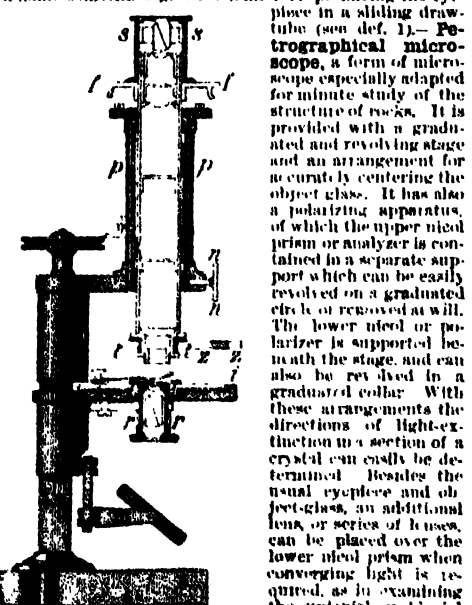 piece in a sliding draw-
tube (see def. 1).— Pe-
trographical micro-
scope, a form of micro-
scope especially adapted
for minute study of the
structure of rocks. It is
provided with a gradu-
ated and revolving stage
and an arrangement for
accurately centering the
object glass. It has also
a polarizing apparatus,
of which the upper nicol
prism or analyzer is con-
tained in a separate sup-
port which can be easily
revolved on a graduated
circle or removed at will.
The lower nicol or po-
larizer is supported be-
neath the stage, and can
also be revolved in a
graduated collar. With
these arrangements the
directions of light-ex-
tinction in a section of a
crystal can easily be de-
termined. Besides the
usual eyepiece and ob-
ject-glass, an additional
lens, or series of lenses,
can be placed over the
lower nicol prism when
converging light is re-
quired, as in examining
s s
f f
p p
n
n
t t
z z
i
r r